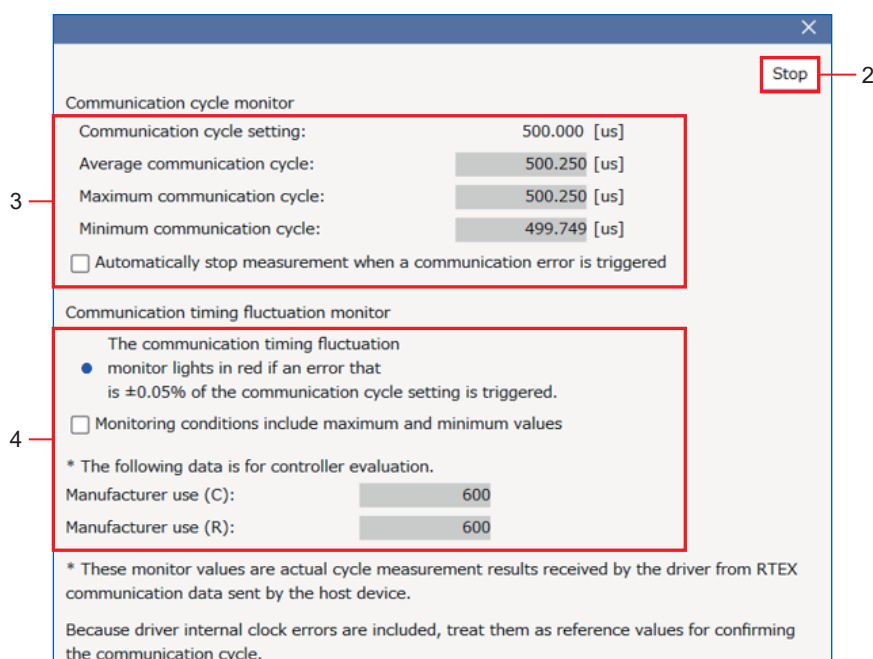 Stop
2
Communication cycle monitor
Communication cycle setting: 500.000 [us]
Average communication cycle: 500.250 [us]
3
Maximum communication cycle: 500.250 [us]
Minimum communication cycle: 499.749 [us]
Automatically stop measurement when a communication error is triggered
Communication timing fluctuation monitor
The communication timing fluctuation
monitor lights in red if an error that
is ±0.05% of the communication cycle setting is triggered.
Monitoring conditions include maximum and minimum values
4
* The following data is for controller evaluation.
Manufacturer use (C): 600
Manufacturer use (R): 600
* These monitor values are actual cycle measurement results received by the driver from RTEX
communication data sent by the host device.
Because driver internal clock errors are included, treat them as reference values for confirming
the communication cycle.